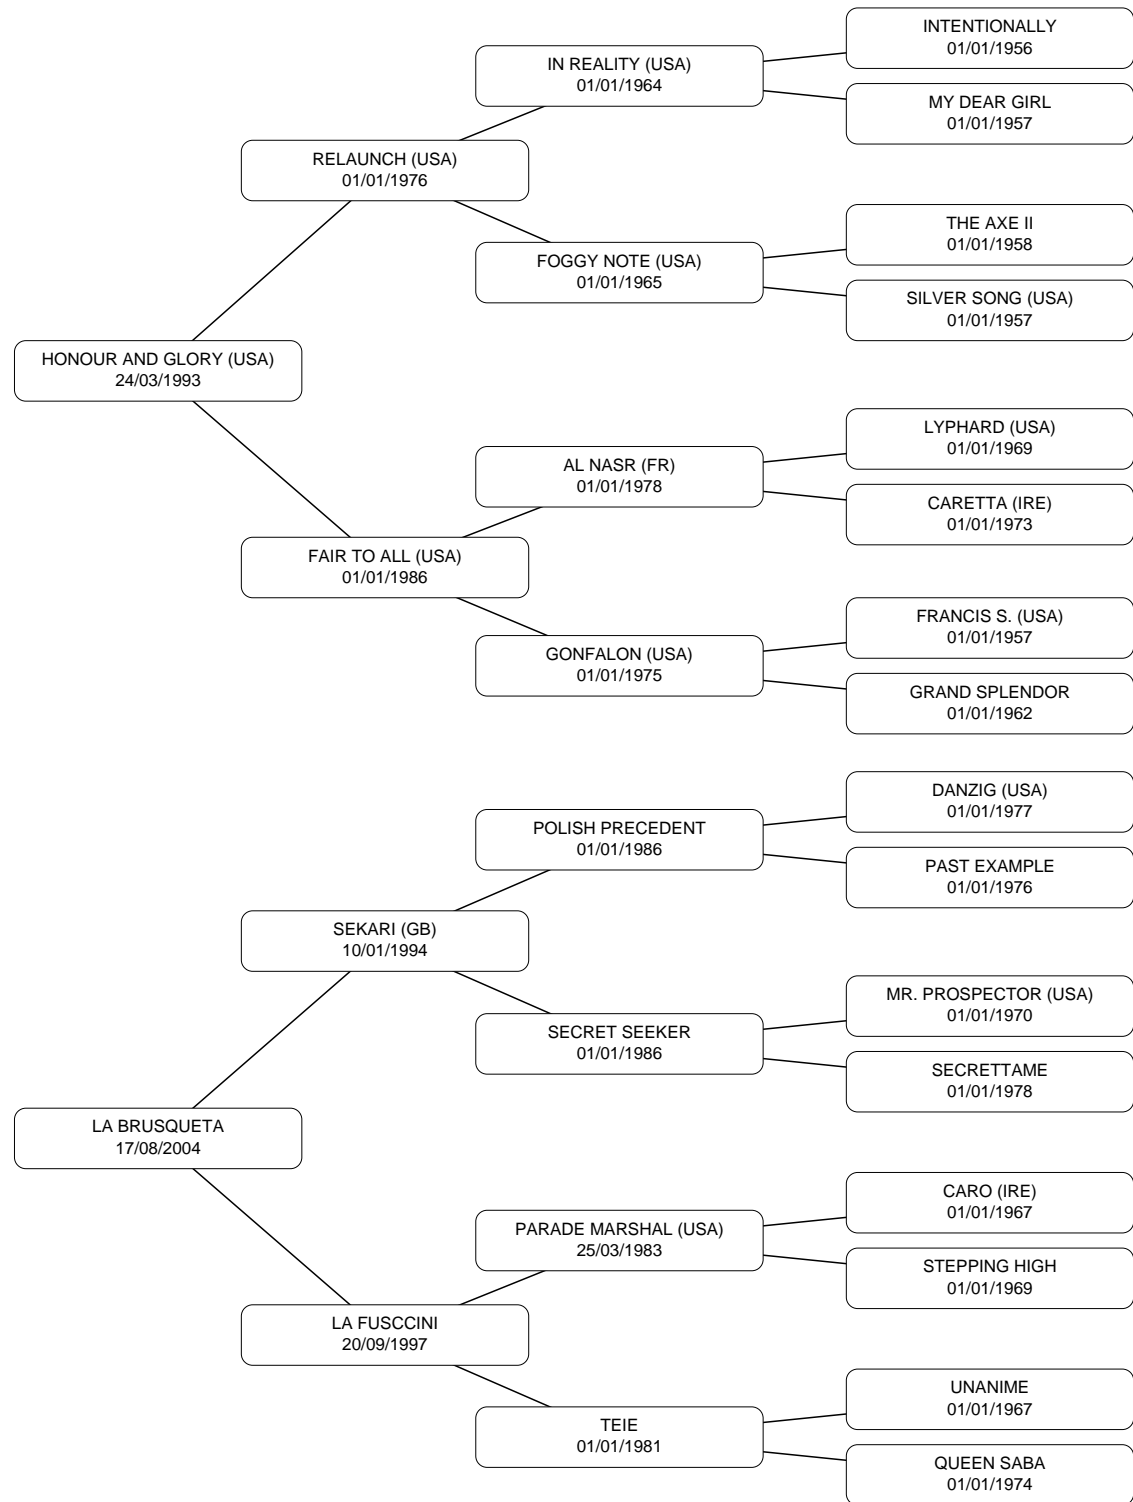 INTENTIONALLY
01/01/1956
IN REALITY (USA)
01/01/1964
MY DEAR GIRL
01/01/1957
RELAUNCH (USA)
01/01/1976
THE AXE II
01/01/1958
FOGGY NOTE (USA)
01/01/1965
SILVER SONG (USA)
01/01/1957
HONOUR AND GLORY (USA)
24/03/1993
LYPHARD (USA)
01/01/1969
AL NASR (FR)
01/01/1978
CARETTA (IRE)
01/01/1973
FAIR TO ALL (USA)
01/01/1986
FRANCIS S. (USA)
01/01/1957
GONFALON (USA)
01/01/1975
GRAND SPLENDOR
01/01/1962
DANZIG (USA)
01/01/1977
POLISH PRECEDENT
01/01/1986
PAST EXAMPLE
01/01/1976
SEKARI (GB)
10/01/1994
MR. PROSPECTOR (USA)
01/01/1970
SECRET SEEKER
01/01/1986
SECRETTAME
01/01/1978
LA BRUSQUETA
17/08/2004
CARO (IRE)
01/01/1967
PARADE MARSHAL (USA)
25/03/1983
STEPPING HIGH
01/01/1969
LA FUSCCINI
20/09/1997
UNANIME
01/01/1967
TEIE
01/01/1981
QUEEN SABA
01/01/1974